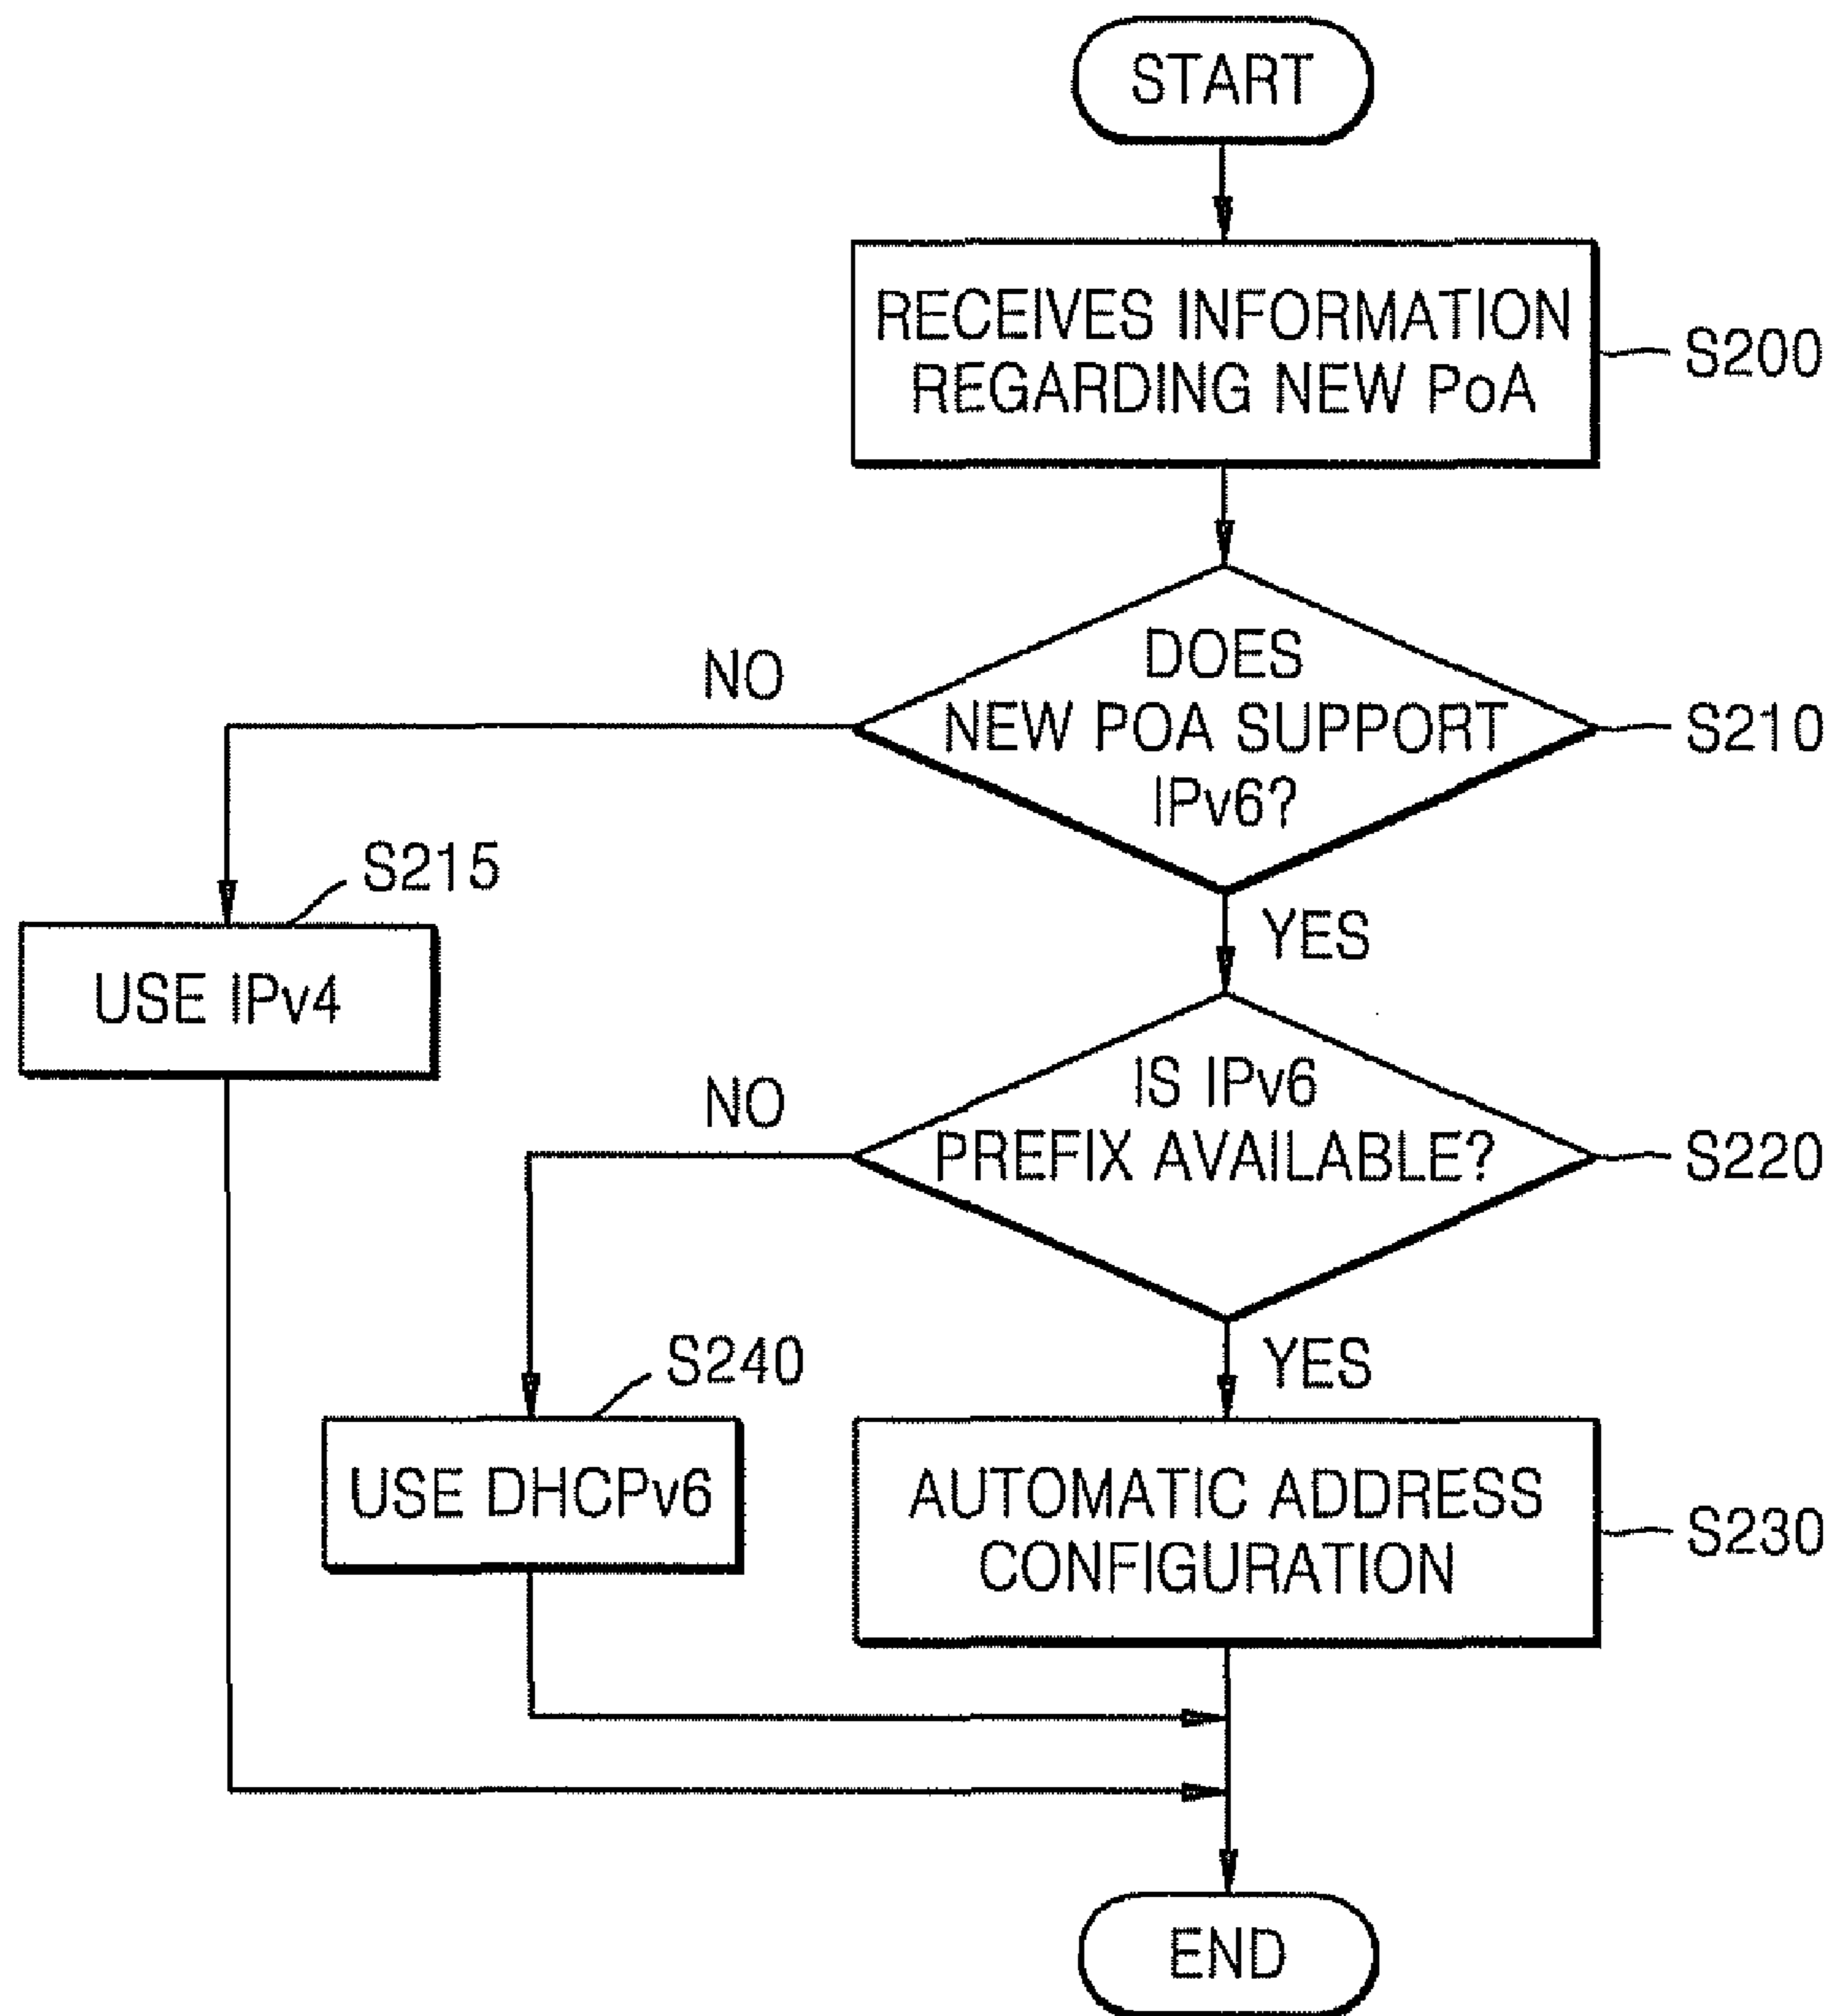 START
RECEIVES INFORMATION
REGARDING NEW PoA
S200
DOES
NEW POA SUPPORT
IPv6?
S210
NO
YES
S215
USE IPv4
IS IPv6
PREFIX AVAILABLE?
S220
NO
YES
S240
USE DHCPv6
AUTOMATIC ADDRESS
CONFIGURATION
S230
END